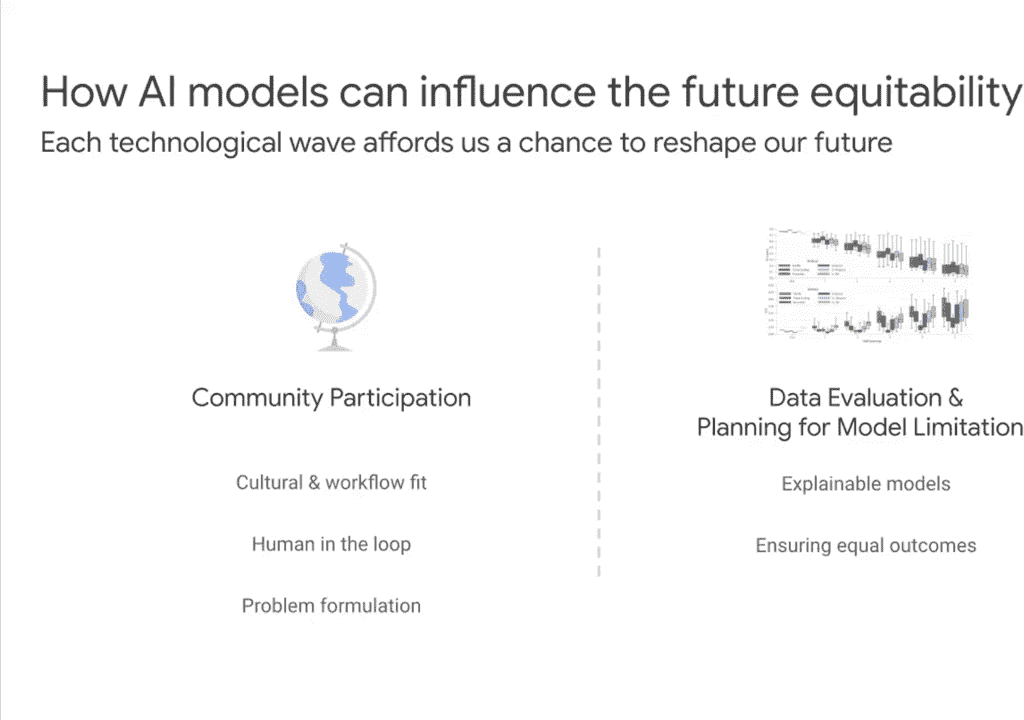 How AI models can influence the future equitability
Each technological wave affords us a chance to reshape our future
Community Participation
Cultural & workflow fit
Human in the loop
Problem formulation
Data Evaluation &
Planning for Model Limitation
Explainable models
Ensuring equal outcomes